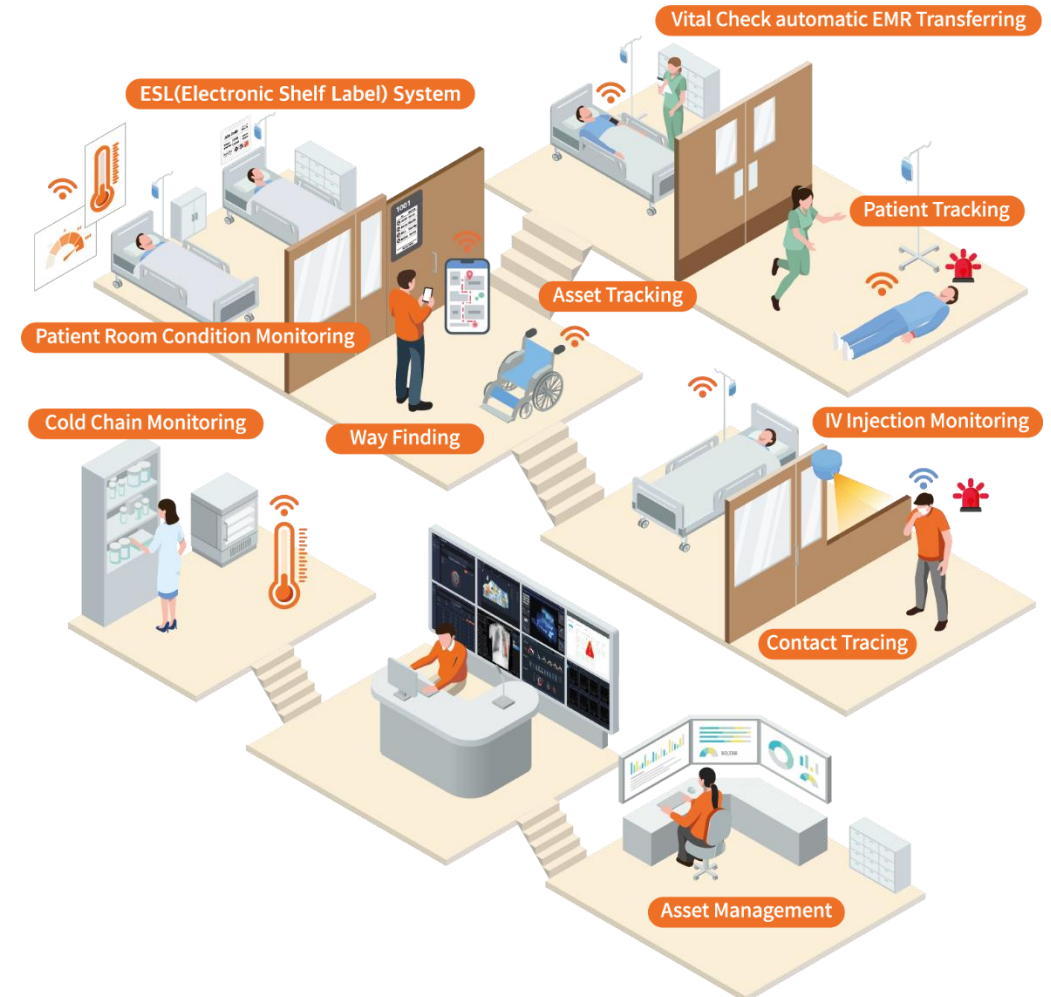 Vital Check automatic EMR Transferring
ESL(Electronic Shelf Label) System
Patient Tracking
1001
Asset Tracking
Patient Room Condition Monitoring
Cold Chain Monitoring
Way Finding
IV Injection Monitoring
Contact Tracing
Asset Management